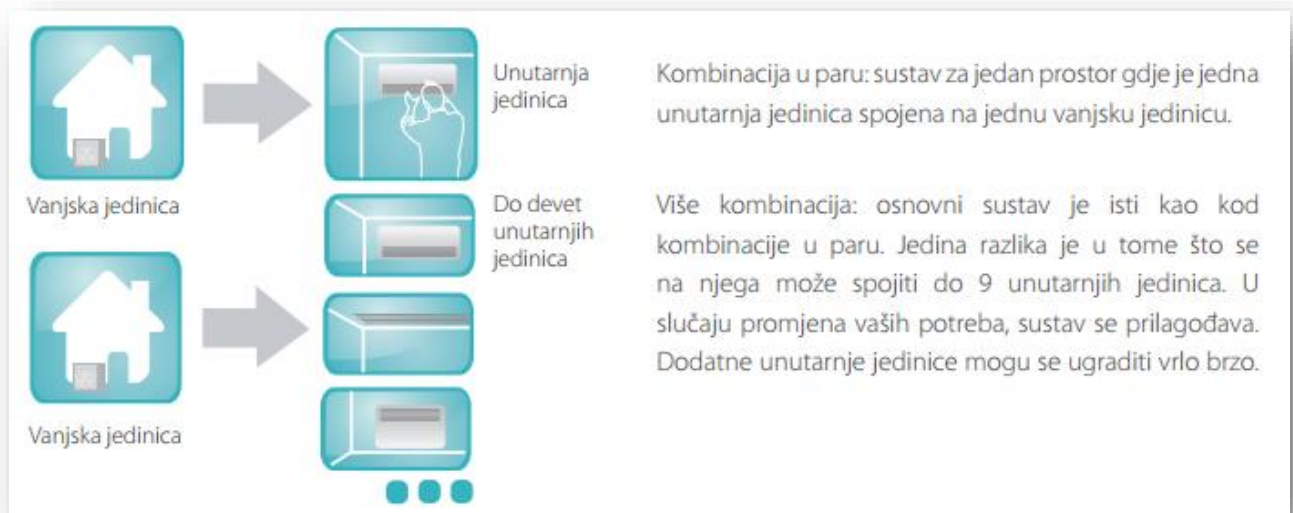 Unutarnja
jedinica
Vanjska jedinica
Kombinacija u paru: sustav za jedan prostor gdje je jedna
unutarnja jedinica spojena na jednu vanjsku jedinicu.
Do devet
unutarnjih
jedinica
Vanjska jedinica
Više kombinacija: osnovni sustav je isti kao kod
kombinacije u paru. Jedina razlika je u tome što se
na njega može spojiti do 9 unutarnjih jedinica. U
slučaju promjena vaših potreba, sustav se prilagođava.
Dodatne unutarnje jedinice mogu se ugraditi vrlo brzo.